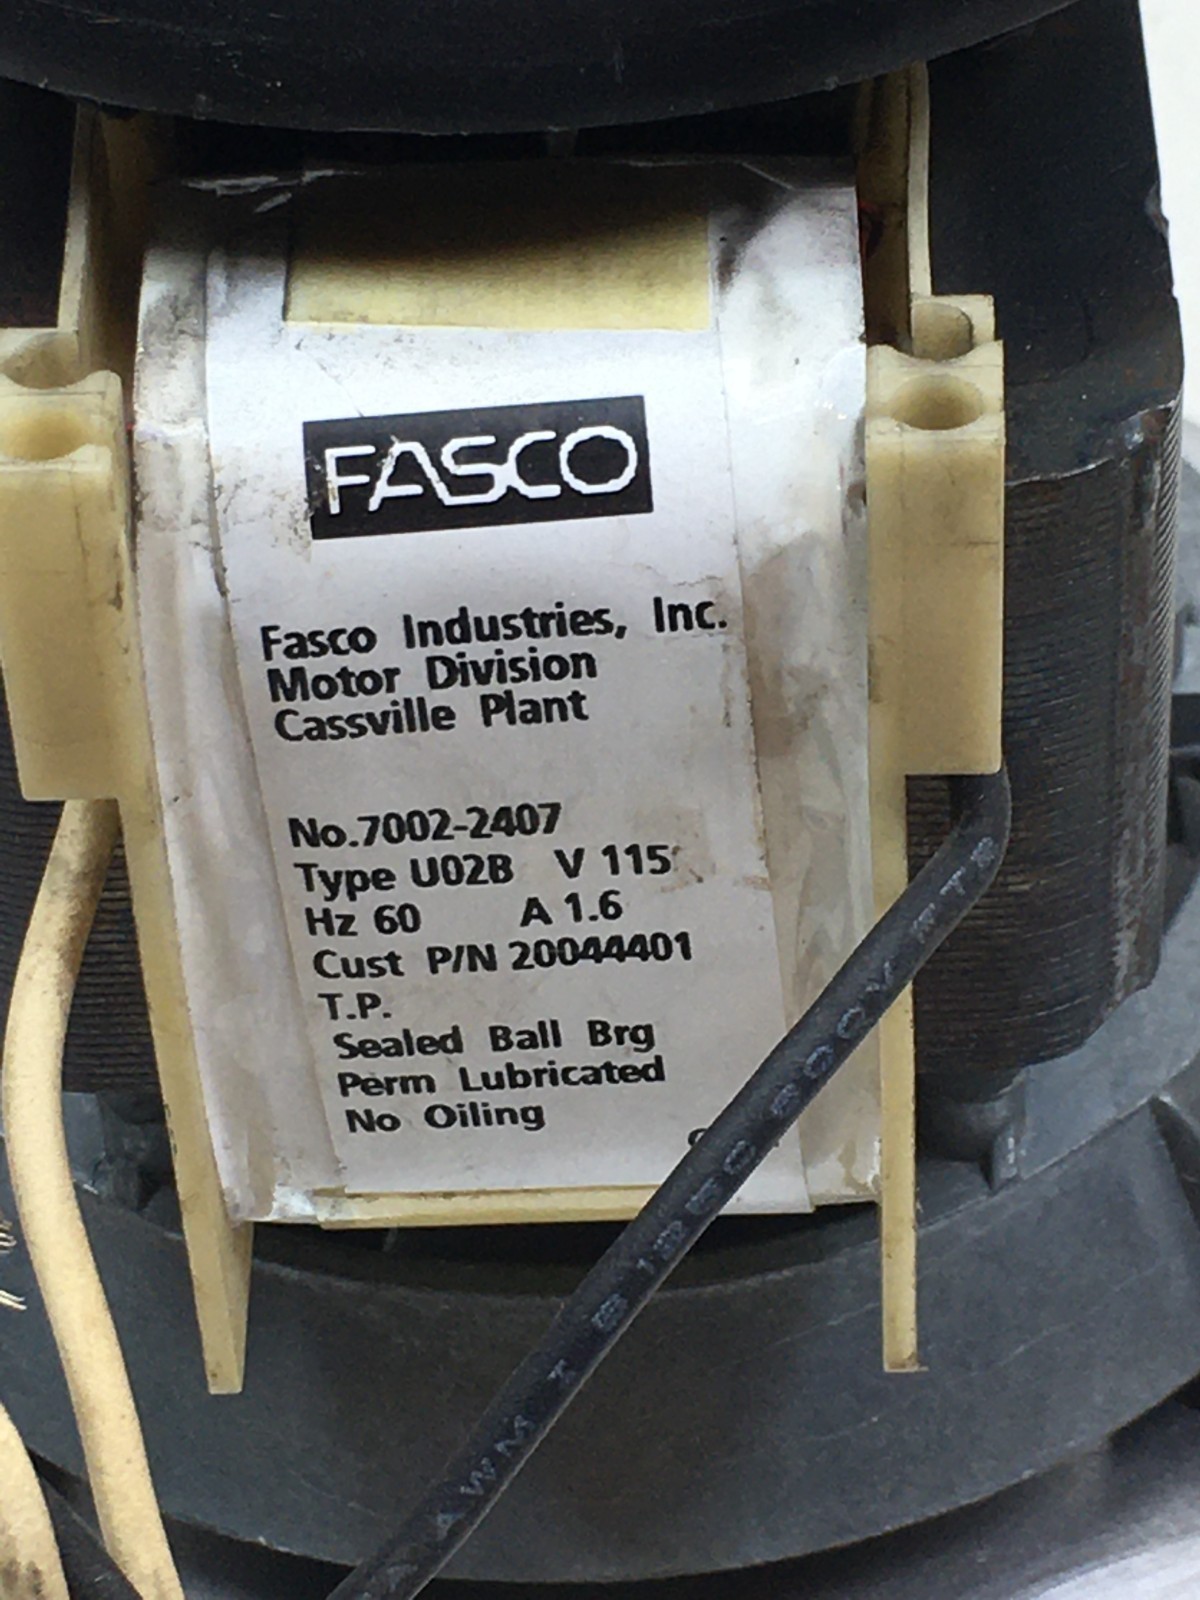 FASCO
Fasco Industries, Inc.
Motor Division
Cassville Plant
No.7002-2407
Type U02B V 115
Hz 60 A 1.6
Cust P/N 20044401
T.P.
Sealed Ball Brg
Perm Lubricated
No Oiling